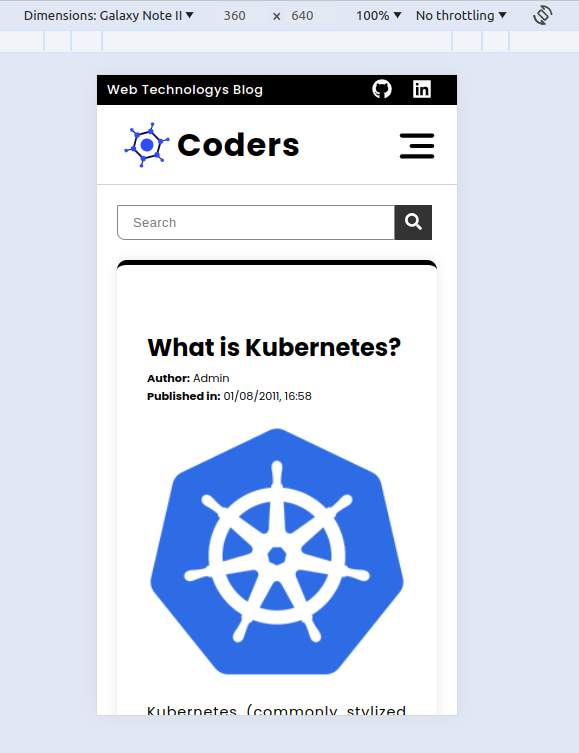 Dimensions: Galaxy Note II ▼ 360 × 640 100% ▼ No throttling ▼
Web Technologys Blog
Coders
Search
What is Kubernetes?
Author: Admin
Published in: 01/08/2011, 16:58
Kubernetes (commonly stylized